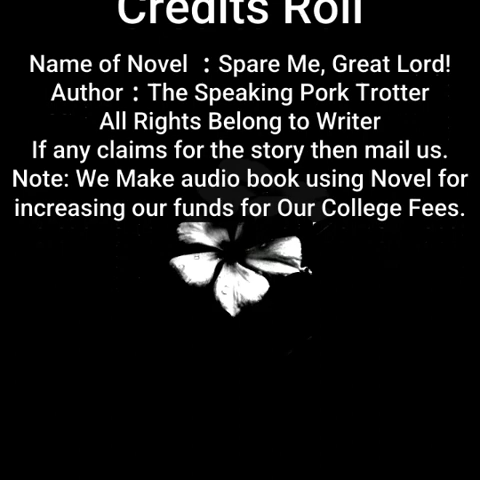 Credits Roll
Name of Novel : Spare Me, Great Lord!
Author : The Speaking Pork Trotter
All Rights Belong to Writer
If any claims for the story then mail us.
Note: We Make audio book using Novel for
increasing our funds for Our College Fees.